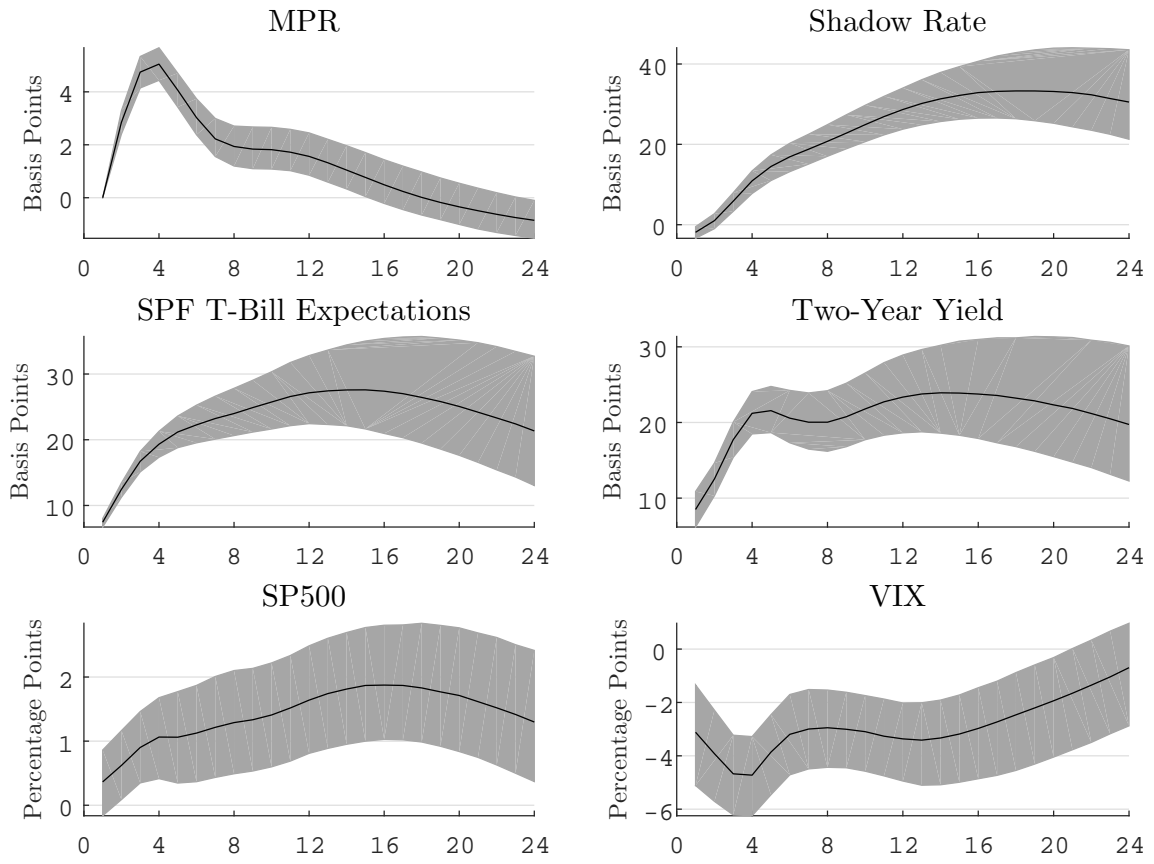 MPR
Basis Points
4
2
0
0 4 8 12 16 20 24
Shadow Rate
Basis Points
40
20
0
0 4 8 12 16 20 24
SPF T-Bill Expectations
Basis Points
30
20
10
0 4 8 12 16 20 24
Two-Year Yield
Basis Points
30
20
10
0 4 8 12 16 20 24
SP500
Percentage Points
2
1
0
0 4 8 12 16 20 24
VIX
Percentage Points
0
-2
-4
-6
0 4 8 12 16 20 24